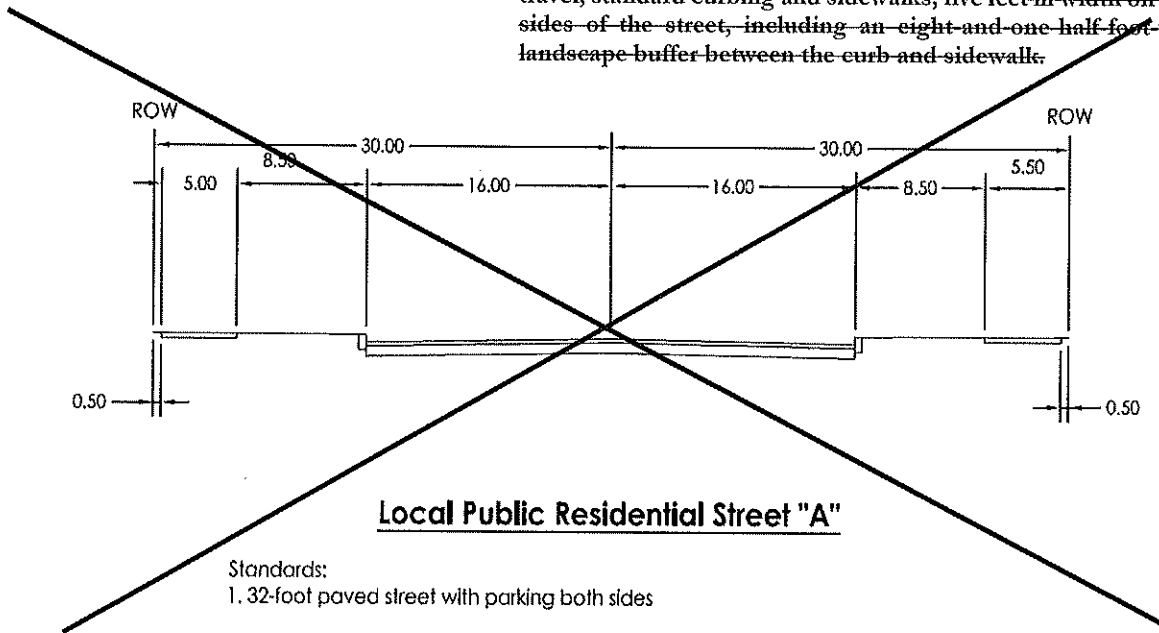 travel, standard curbing and sidewalks, five feet in width on
sides of the street, including an eight-and-one-half-foot
landscape buffer between the curb and sidewalk.
ROW
ROW
30.00
30.00
8.50
5.50
5.00
16.00
16.00
8.50
0.50
0.50
Local Public Residential Street "A"
Standards:
1. 32-foot paved street with parking both sides